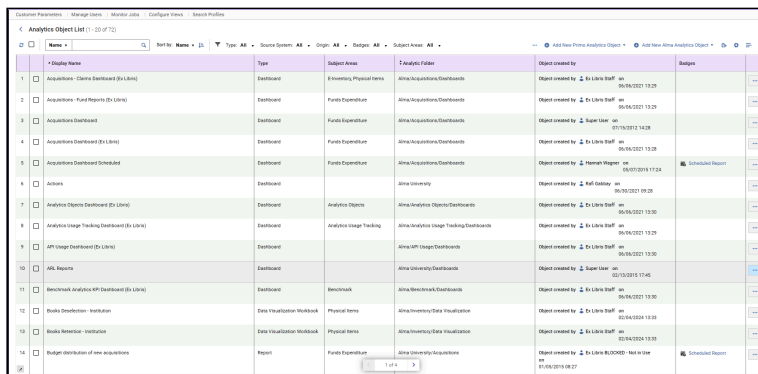 Customer Parameters / Manage Users / Monitor Jobs / Configure Views / Search Profiles
Analytics Object List (1 - 20 of 72)
Name Sort by: Name Type: All Source System: All Origin: All Badges: All Subject Areas: All Add New Primo Analytics Object Add New Alma Analytics Object
Display Name Type Subject Areas Analytic Folder Object created by Badges
1 Acquisitions - Claims Dashboard (Ex Libris) Dashboard E-Inventory, Physical Items Alma/Acquisitions/Dashboards Object created by Ex Libris Staff on
06/06/2021 13:29
2 Acquisitions - Fund Reports (Ex Libris) Dashboard Funds Expenditure Alma/Acquisitions/Dashboards Object created by Ex Libris Staff on
06/06/2021 13:29
3 Acquisitions Dashboard Dashboard Funds Expenditure Alma/Acquisitions/Dashboards Object created by Super User on
07/15/2012 14:28
4 Acquisitions Dashboard (Ex Libris) Dashboard Funds Expenditure Alma/Acquisitions/Dashboards Object created by Ex Libris Staff on
06/06/2021 13:28
5 Acquisitions Dashboard Scheduled Dashboard Funds Expenditure Alma/Acquisitions/Dashboards Object created by Hannah Wagner on Scheduled Report
06/07/2015 17:24
6 Actions Dashboard Alma University Object created by Rafi Gabbay on
06/30/2021 09:28
7 Analytics Objects Dashboard (Ex Libris) Dashboard Analytics Objects Alma/Analytics Objects/Dashboards Object created by Ex Libris Staff on
06/06/2021 13:30
8 Analytics Usage Tracking Dashboard (Ex Libris) Dashboard Analytics Usage Tracking Alma/Analytics Usage Tracking/Dashboards Object created by Ex Libris Staff on
06/06/2021 13:29
9 API Usage Dashboard (Ex Libris) Dashboard Alma/API Usage/Dashboards Object created by Ex Libris Staff on
06/06/2021 13:30
10 ARL Reports Dashboard Alma University/Dashboards Object created by Super User on
02/13/2015 17:45
11 Benchmark Analytics KPI Dashboard (Ex Libris) Dashboard Benchmark Alma/Benchmark/Dashboards Object created by Ex Libris Staff on
06/06/2021 13:30
12 Books Deselection - Institution Data Visualization Workbook Physical Items Alma/Inventory/Data Visualization Object created by Ex Libris Staff on
02/04/2024 13:33
13 Books Retention - Institution Data Visualization Workbook Physical Items Alma/Inventory/Data Visualization Object created by Ex Libris Staff on
02/04/2024 13:33
14 Budget distribution of new acquisitions Report Funds Expenditure Alma University/Acquisitions Object created by Ex Libris BLOCKED - Not in Use Scheduled Report
on
01/05/2015 08:27
1 of 4